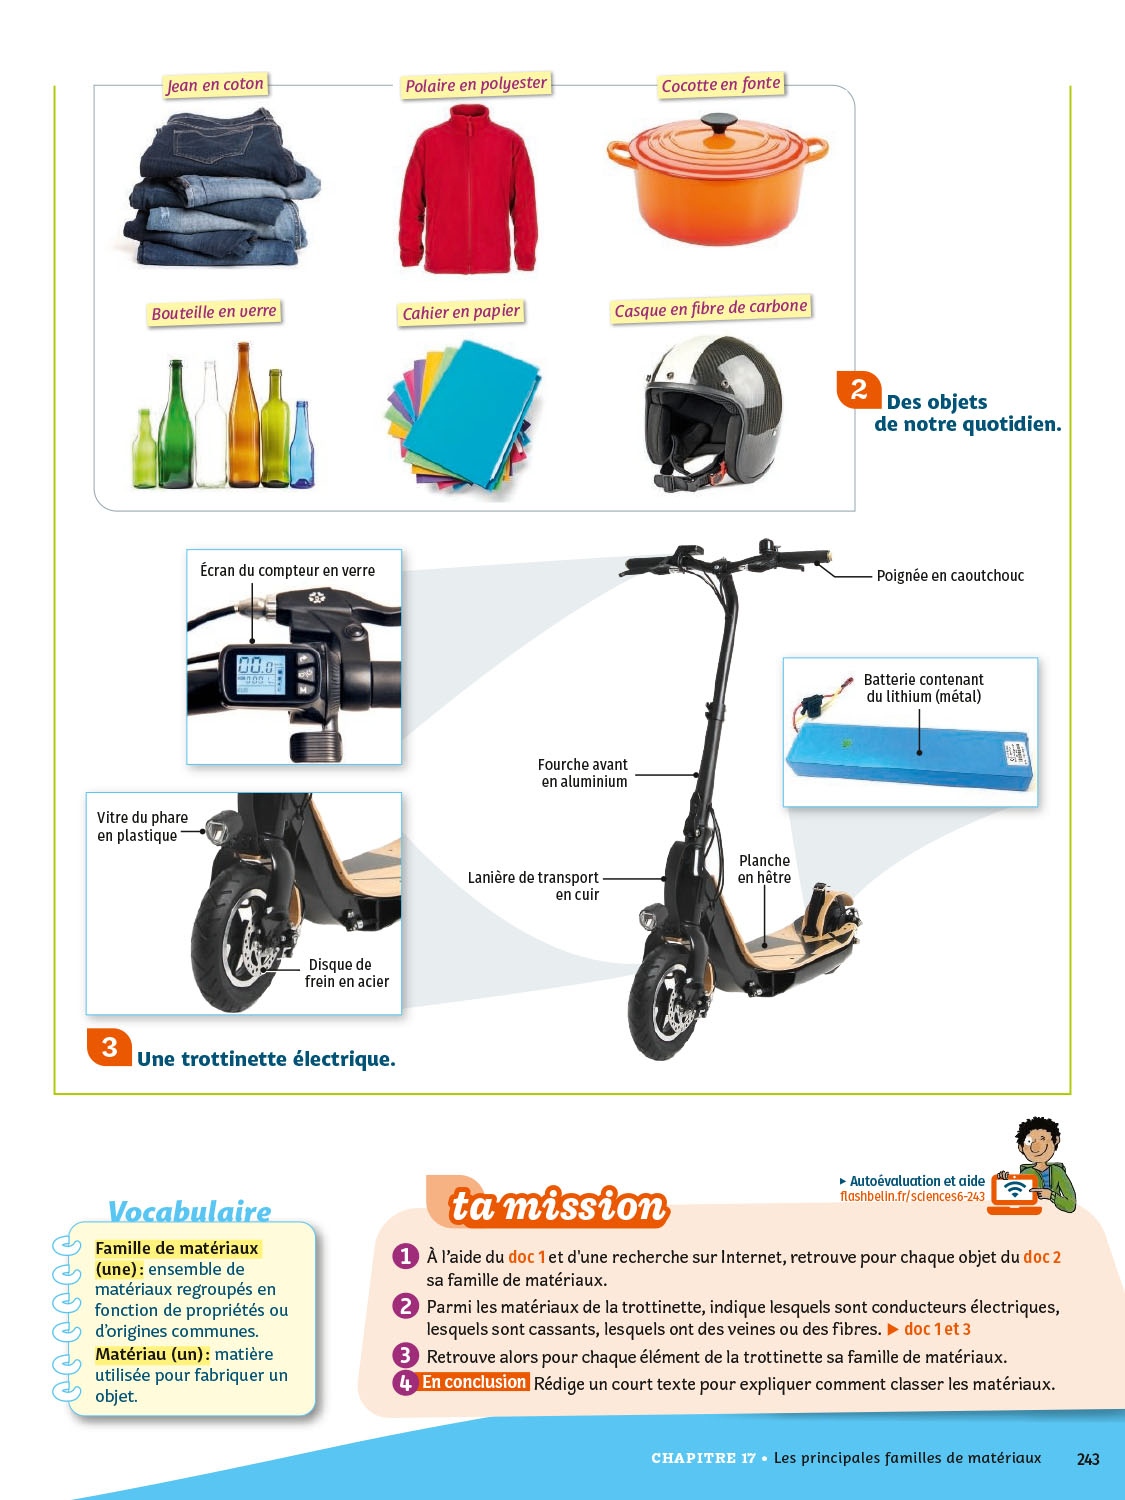 Jean en coton
Polaire en polyester
Cocotte en fonte
Bouteille en verre
Cahier en papier
Casque en fibre de carbone
2 Des objets
de notre quotidien.
Écran du compteur en verre
Poignée en caoutchouc
Batterie contenant
du lithium (métal)
Fourche avant
en aluminium
Vitre du phare
en plastique
Lanière de transport
en cuir
Planche
en hêtre
Disque de
frein en acier
3 Une trottinette électrique.
Vocabulaire
Famille de matériaux
(une) : ensemble de
matériaux regroupés en
fonction de propriétés ou
d'origines communes.
Matériau (un) : matière
utilisée pour fabriquer un
objet.
ta mission
▸ Autoévaluation et aide
flashbelin.fr/sciences6-243
1 À l’aide du doc 1 et d'une recherche sur Internet, retrouve pour chaque objet du doc 2
sa famille de matériaux.
2 Parmi les matériaux de la trottinette, indique lesquels sont conducteurs électriques,
lesquels sont cassants, lesquels ont des veines ou des fibres. ▶ doc 1 et 3
3 Retrouve alors pour chaque élément de la trottinette sa famille de matériaux.
4 En conclusion Rédige un court texte pour expliquer comment classer les matériaux.
CHAPITRE 17 • Les principales familles de matériaux 243